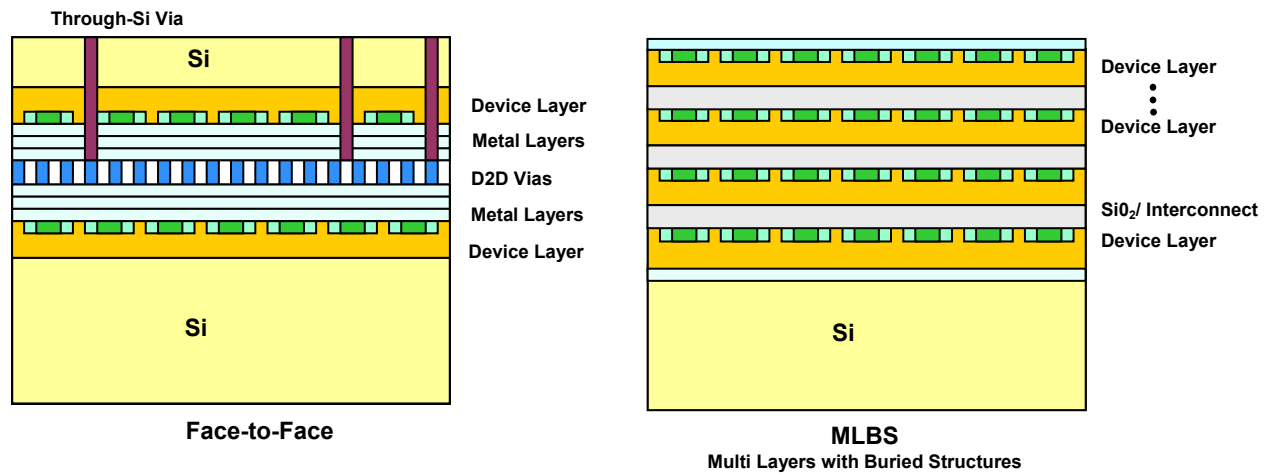 Through-Si Via
Si
Device Layer
Metal Layers
D2D Vias
Metal Layers
Device Layer
Si
Face-to-Face
Device Layer
Device Layer
Si0₂/ Interconnect
Device Layer
Si
MLBS
Multi Layers with Buried Structures